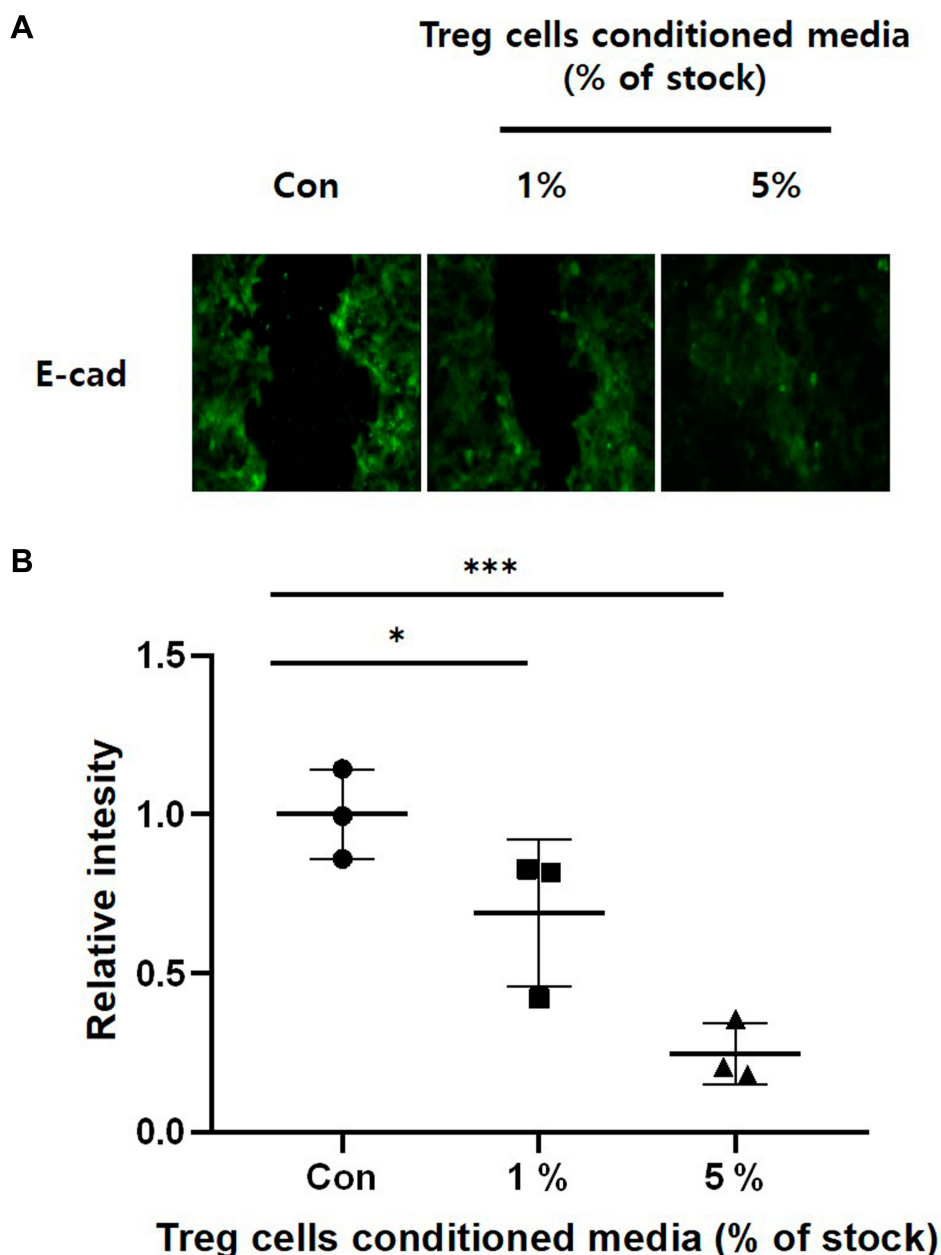 A
Treg cells conditioned media
(% of stock)
Con
1%
5%
E-cad
B
***
*
1.5
1.0
0.5
0.0
Relative intesity
Con
1 %
5 %
Treg cells conditioned media (% of stock)